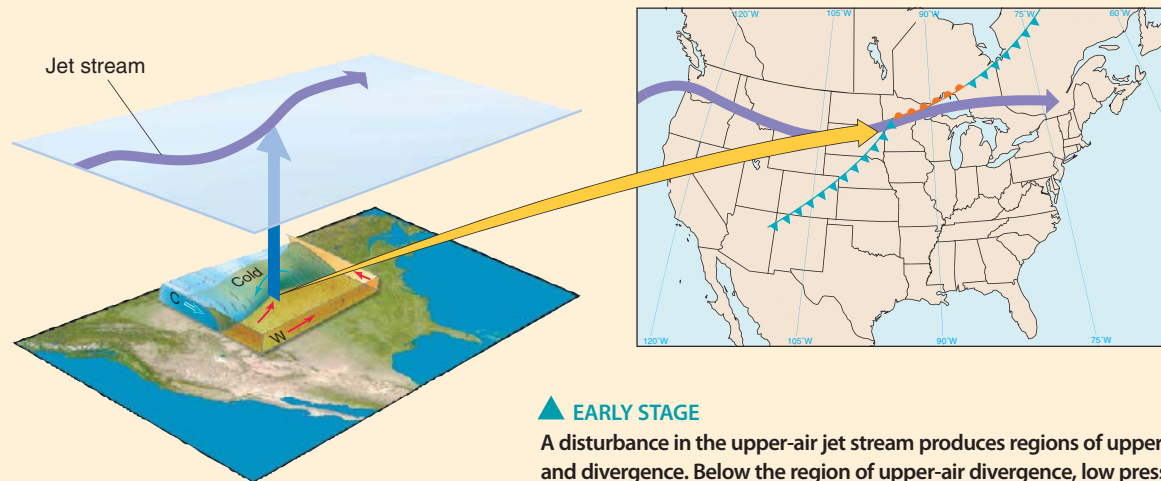 Jet stream
Cold
C
W
120°W
105°W
90°W
75°W
60°W
120°W
105°W
90°W
75°W
EARLY STAGE
A disturbance in the upper-air jet stream produces regions of upper
and divergence. Below the region of upper-air divergence, low press